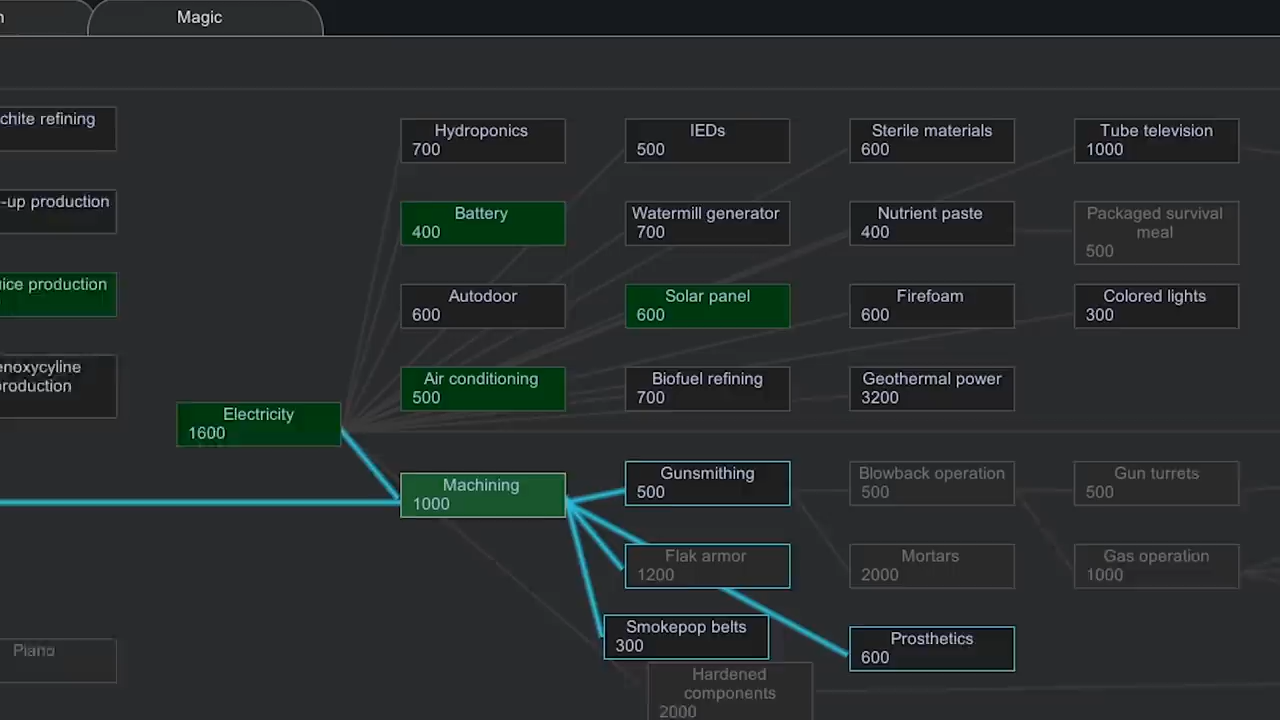 Magic
chite refining
Hydroponics
700
IEDs
500
Sterile materials
600
Tube television
1000
-up production
Battery
400
Watermill generator
700
Nutrient paste
400
Packaged survival
meal
500
uice production
Autodoor
600
Solar panel
600
Firefoam
600
Colored lights
300
enoxycyline
production
Air conditioning
500
Biofuel refining
700
Geothermal power
3200
Electricity
1600
Machining
1000
Gunsmithing
500
Blowback operation
500
Gun turrets
500
Flak armor
1200
Mortars
2000
Gas operation
1000
Smokepop belts
300
Prosthetics
600
Piano
Hardened
components
2000